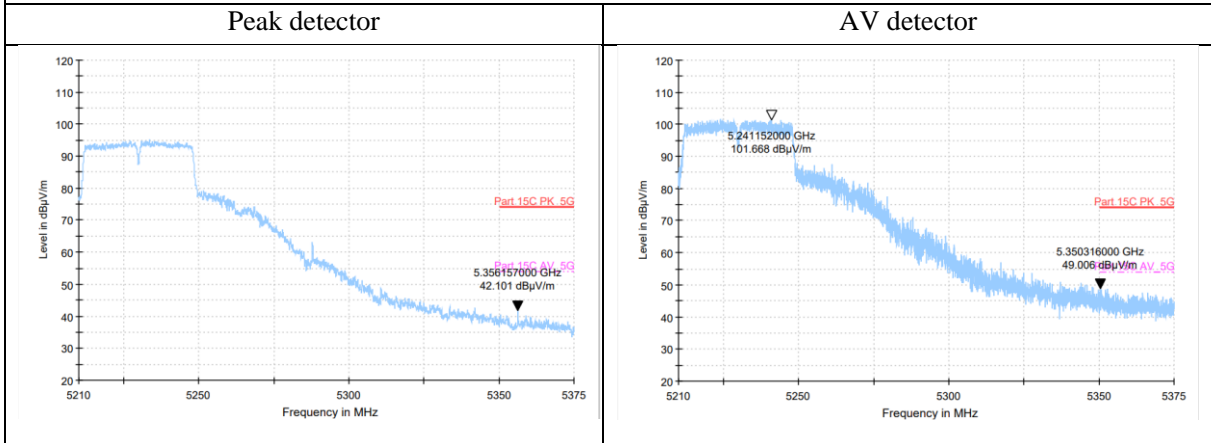 Peak detector
AV detector
120
110
100
90
80
70
60
50
40
30
20
Level in dBµV/m
Part 15C PK_5G
Part 15C AV_5G
5.356157000 GHz
42.101 dBµV/m
5210
5250
5300
5350
5375
Frequency in MHz
120
110
100
90
80
70
60
50
40
30
20
Level in dBµV/m
5.241152000 GHz
101.668 dBµV/m
Part 15C PK_5G
5.350316000 GHz
49.006 dBµV/m
AV_5G
5210
5250
5300
5350
5375
Frequency in MHz